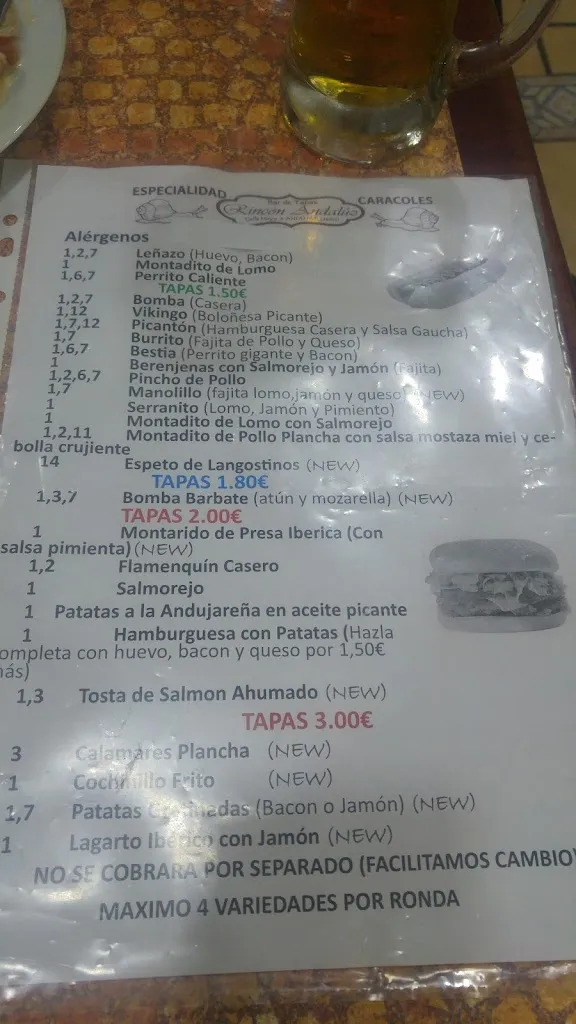 ESPECIALIDAD CARACOLES
Bar de Tapas
Rincón Andaluz
Alérgenos
1,2,7 Leñazo (Huevo, Bacon)
1 Montadito de Lomo
1,6,7 Perrito Caliente
TAPAS 1.50€
1,2,7 Bomba (Casera)
1,12 Vikingo (Boloñesa Picante)
1,7,12 Picantón (Hamburguesa Casera y Salsa Gaucha)
1,7 Burrito (Fajita de Pollo y Queso)
1,6,7 Bestia (Perrito gigante y Bacon)
1 Berenjenas con Salmorejo y Jamón (Fajita)
1,2,6,7 Pincho de Pollo
1,7 Manolillo (fajita lomo,jamón y queso) (NEW)
1 Serranito (Lomo, Jamón y Pimiento)
1 Montadito de Lomo con Salmorejo
1,2,11 Montadito de Pollo Plancha con salsa mostaza miel y ce-
bolla crujiente
14 Espeto de Langostinos (NEW)
TAPAS 1.80€
1,3,7 Bomba Barbate (atún y mozarella) (NEW)
TAPAS 2.00€
1 Montarido de Presa Iberica (Con
salsa pimienta) (NEW)
1,2 Flamenquín Casero
1 Salmorejo
1 Patatas a la Andujareña en aceite picante
1 Hamburguesa con Patatas (Hazla
ompleta con huevo, bacon y queso por 1,50€
más)
1,3 Tosta de Salmon Ahumado (NEW)
TAPAS 3.00€
3 Calamares Plancha (NEW)
1 Cochinillo Frito (NEW)
1,7 Patatas (Bacon o Jamón) (NEW)
1 Lagarto Iberico con Jamón (NEW)
NO SE COBRARA POR SEPARADO (FACILITAMOS CAMBIO)
MAXIMO 4 VARIEDADES POR RONDA